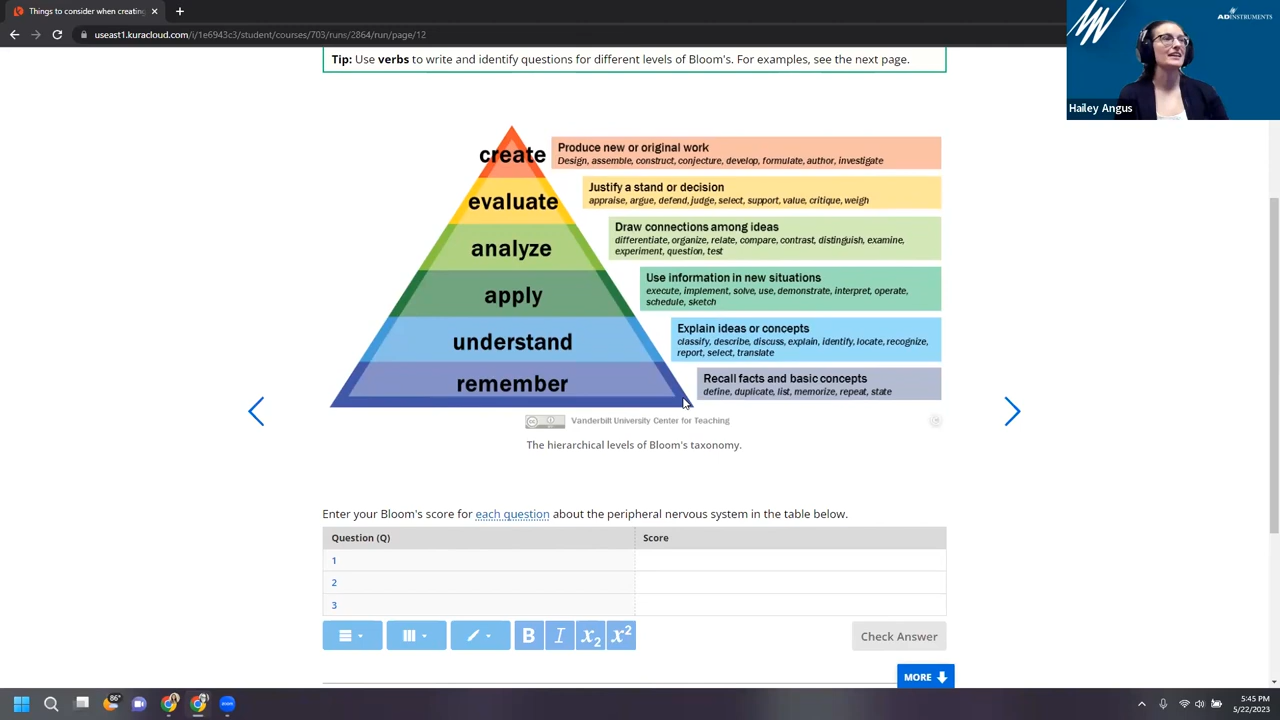 Things to consider when creating
useast1.kuracloud.com/i/1e6943c3/student/courses/703/runs/2864/run/page/12
ADINSTRUMENTS
Hailey Angus
Tip: Use verbs to write and identify questions for different levels of Bloom's. For examples, see the next page.
create
Produce new or original work
Design, assemble, construct, conjecture, develop, formulate, author, investigate
evaluate
Justify a stand or decision
appraise, argue, defend, judge, select, support, value, critique, weigh
analyze
Draw connections among ideas
differentiate, organize, relate, compare, contrast, distinguish, examine,
experiment, question, test
apply
Use information in new situations
execute, implement, solve, use, demonstrate, interpret, operate,
schedule, sketch
understand
Explain ideas or concepts
classify, describe, discuss, explain, identify, locate, recognize,
report, select, translate
remember
Recall facts and basic concepts
define, duplicate, list, memorize, repeat, state
Vanderbilt University Center for Teaching
The hierarchical levels of Bloom's taxonomy.
Enter your Bloom's score for each question about the peripheral nervous system in the table below.
Question (Q) Score
1
2
3
B I x2 x2
Check Answer
MORE
86°
5:45 PM
5/22/2023